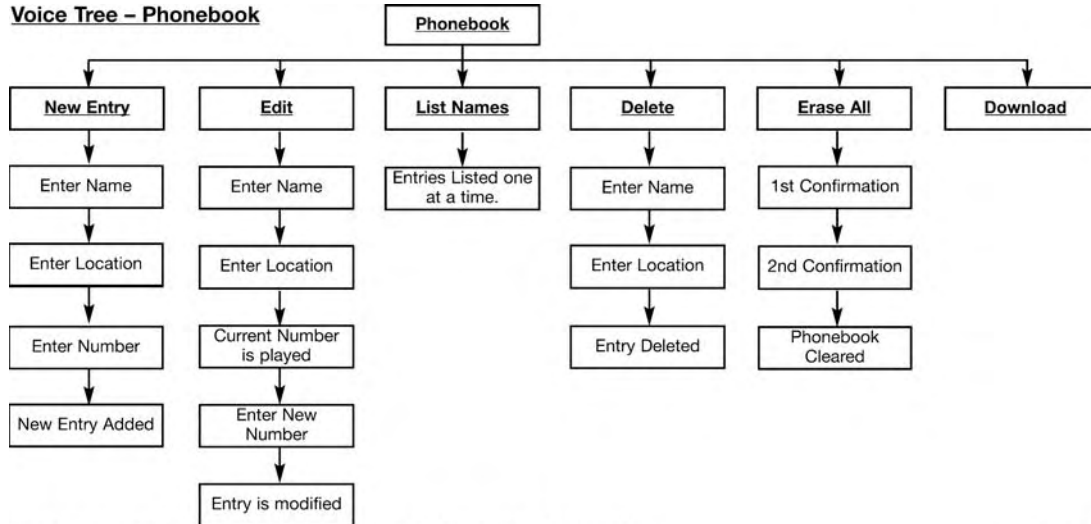 Voice Tree – Phonebook
Phonebook
New Entry
Edit
List Names
Delete
Erase All
Download
Enter Name
Enter Name
Entries Listed one
at a time.
Enter Name
1st Confirmation
Enter Location
Enter Location
Enter Location
2nd Confirmation
Enter Number
Current Number
is played
Entry Deleted
Phonebook
Cleared
New Entry Added
Enter New
Number
Entry is modified